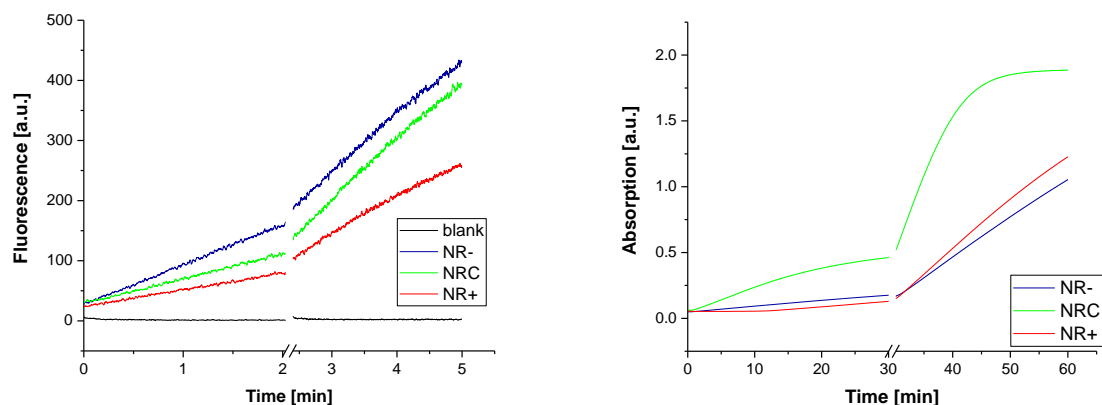 500
400
300
200
100
0
Fluorescence [a.u.]
blank
NR-
NRC
NR+
0 1 2 3 4 5
Time [min]
2.0
1.5
1.0
0.5
0.0
Absorption [a.u.]
NR-
NRC
NR+
0 10 20 30 40 50 60
Time [min]